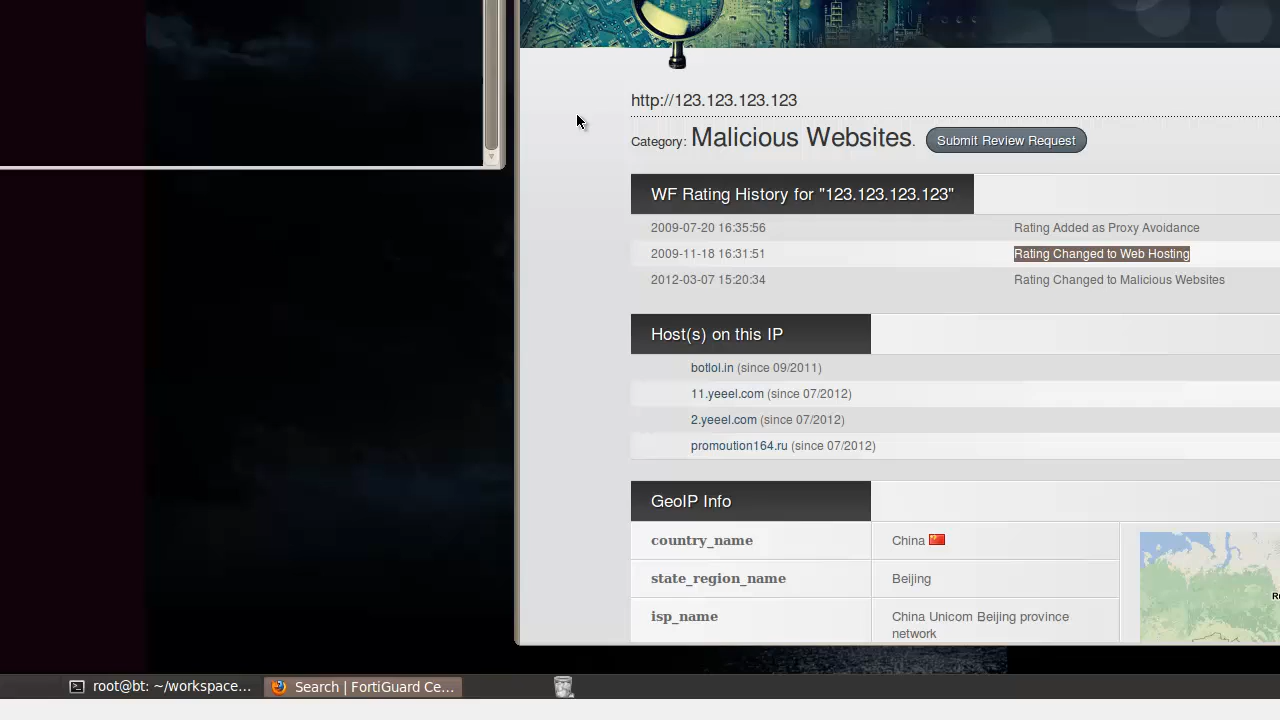 http://123.123.123.123
Category: Malicious Websites. Submit Review Request
WF Rating History for "123.123.123.123"
2009-07-20 16:35:56 Rating Added as Proxy Avoidance
2009-11-18 16:31:51 Rating Changed to Web Hosting
2012-03-07 15:20:34 Rating Changed to Malicious Websites
Host(s) on this IP
botlol.in (since 09/2011)
11.yeeel.com (since 07/2012)
2.yeeel.com (since 07/2012)
promoution164.ru (since 07/2012)
GeoIP Info
country_name China
state_region_name Beijing
isp_name China Unicom Beijing province
network
root@bt: ~/workspace... Search | FortiGuard Ce...